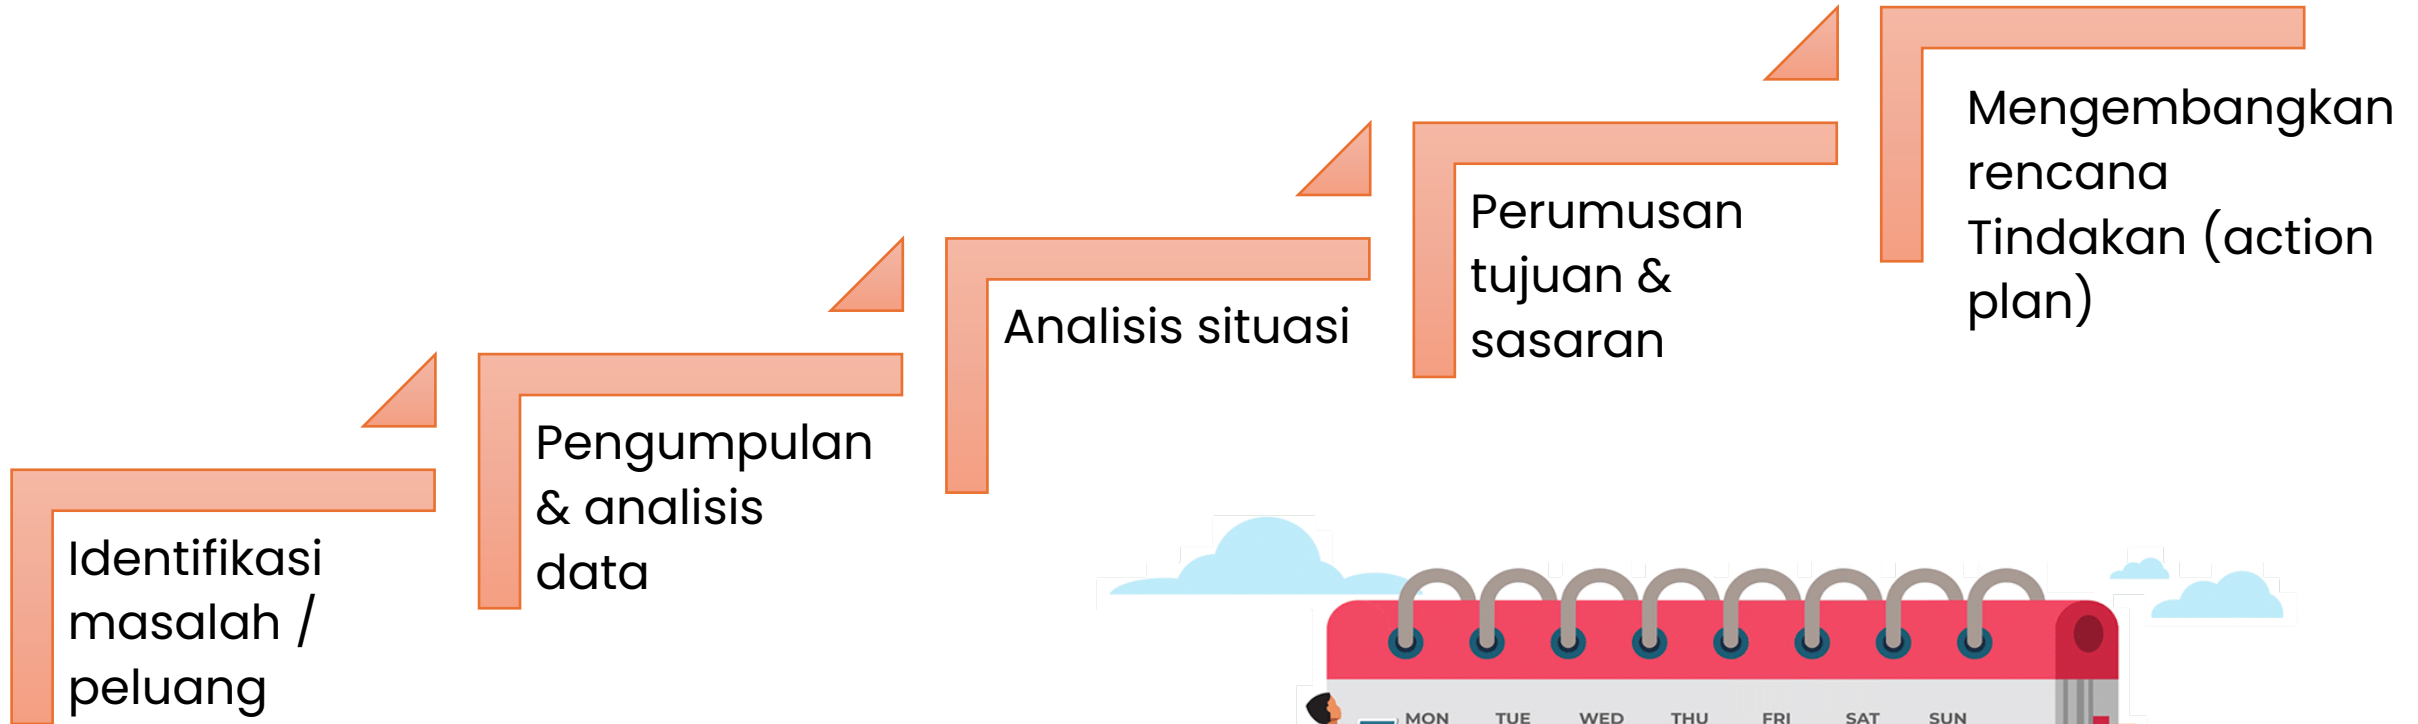 Identifikasi
masalah /
peluang
Pengumpulan
& analisis
data
Analisis situasi
Perumusan
tujuan &
sasaran
Mengembangkan
rencana
Tindakan (action
plan)
MON TUE WED THU FRI SAT SUN